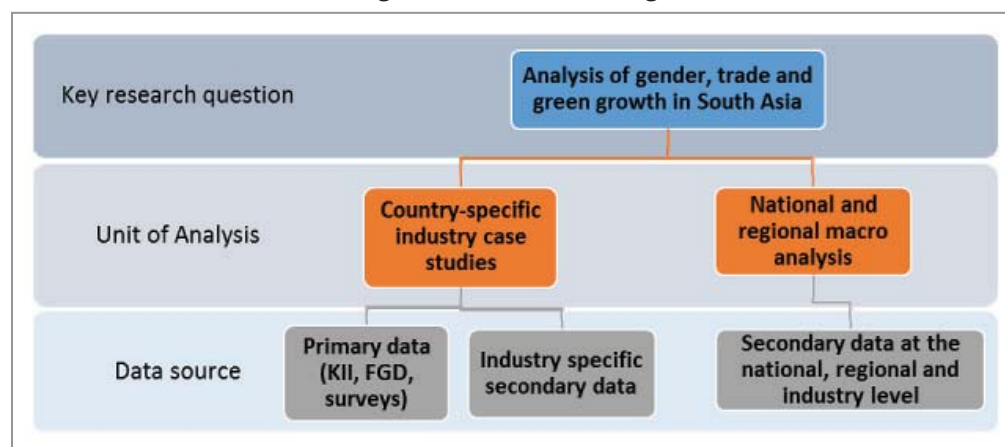 Key research question
Analysis of gender, trade and
green growth in South Asia
Unit of Analysis
Country-specific
industry case
studies
National and
regional macro
analysis
Data source
Primary data
(KII, FGD,
surveys)
Industry specific
secondary data
Secondary data at the
national, regional and
industry level